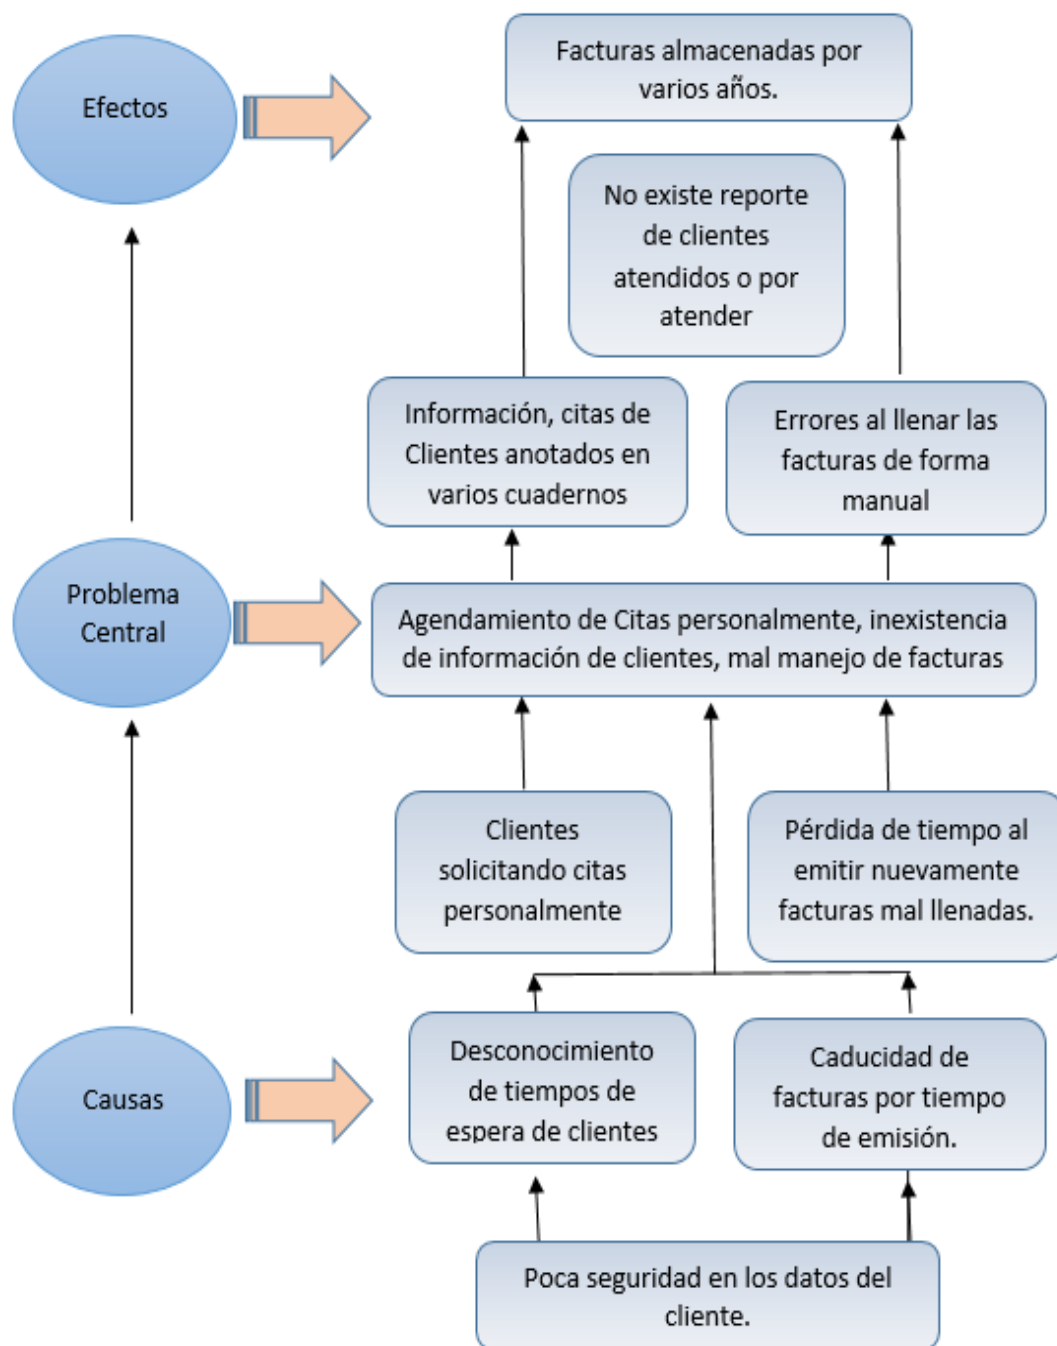 Efectos
Facturas almacenadas por
varios años.
No existe reporte
de clientes
atendidos o por
atender
Información, citas de
Clientes anotados en
varios cuadernos
Errores al llenar las
facturas de forma
manual
Problema
Central
Agendamiento de Citas personalmente, inexistencia
de información de clientes, mal manejo de facturas
Clientes
solicitando citas
personalmente
Pérdida de tiempo al
emitir nuevamente
facturas mal llenadas.
Causas
Desconocimiento
de tiempos de
espera de clientes
Caducidad de
facturas por tiempo
de emisión.
Poca seguridad en los datos del
cliente.